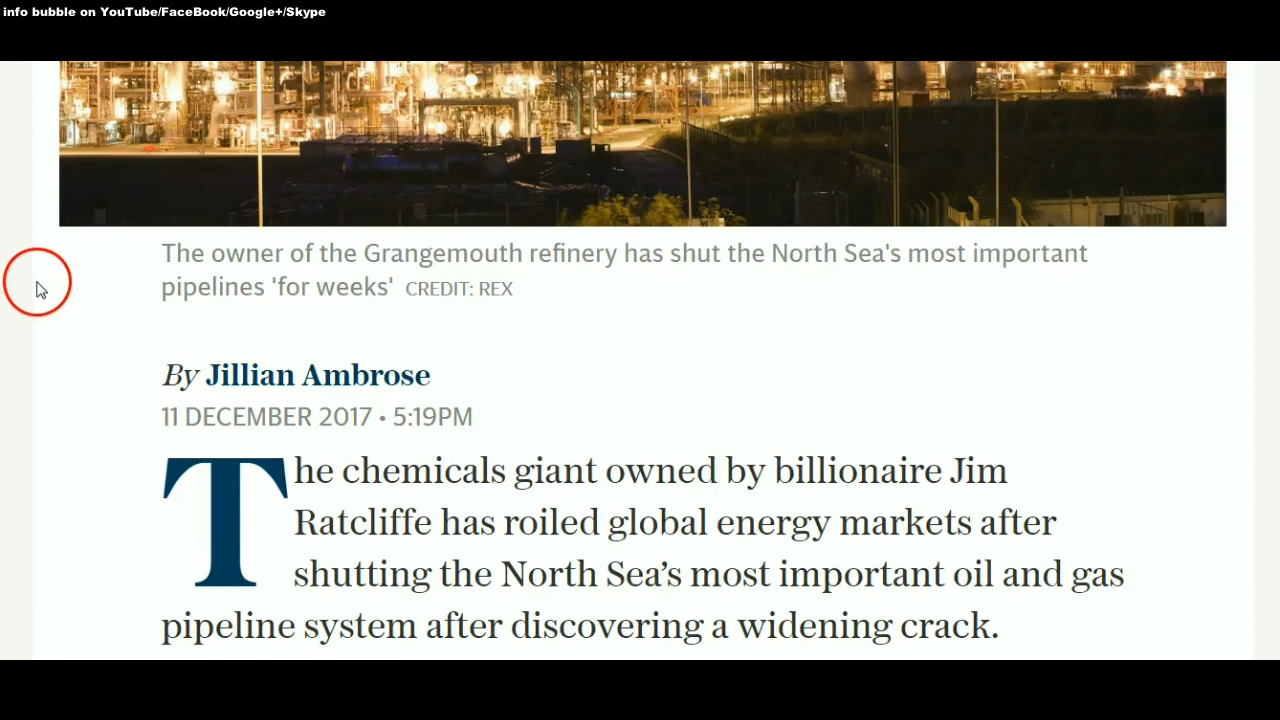 info bubble on YouTube/FaceBook/Google+/Skype
The owner of the Grangemouth refinery has shut the North Sea's most important
pipelines 'for weeks' CREDIT: REX
By Jillian Ambrose
11 DECEMBER 2017 • 5:19PM
The chemicals giant owned by billionaire Jim
Ratcliffe has roiled global energy markets after
shutting the North Sea’s most important oil and gas
pipeline system after discovering a widening crack.